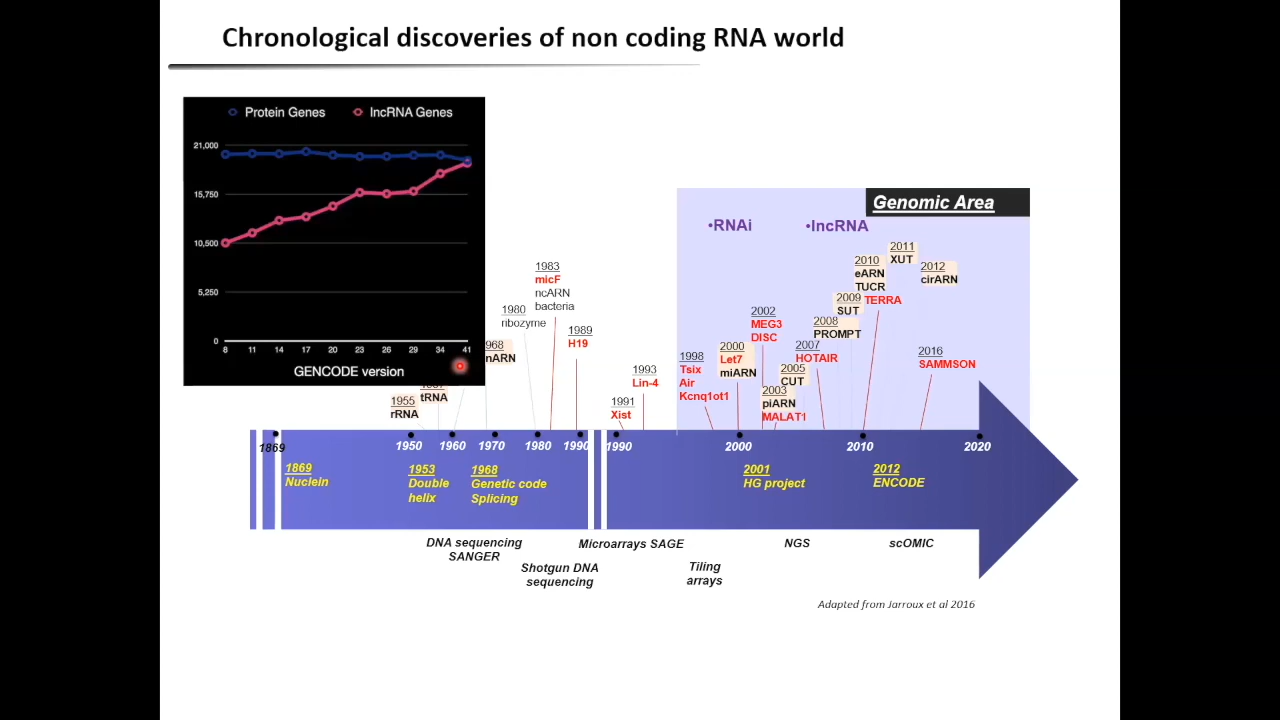 Chronological discoveries of non coding RNA world
Protein Genes
lncRNA Genes
21,000
15,750
10,500
5,250
0
8 11 14 17 20 23 26 29 34 41
GENCODE version
Genomic Area
•RNAi
•lncRNA
1955
rRNA
tRNA
968
nARN
1980
ribozyme
1983
micF
ncARN
bacteria
1989
H19
1991
Xist
1993
Lin-4
1998
Tsix
Air
Kcnq1ot1
2000
Let7
miARN
2002
MEG3
DISC
2003
piARN
MALAT1
2005
CUT
2007
HOTAIR
2008
PROMPT
2009
SUT
2010
eARN
TUCR
TERRA
2011
XUT
2012
cirARN
2016
SAMMSON
1869 1950 1960 1970 1980 1990 1990 2000 2010 2020
1869
Nuclein
1953
Double
helix
1968
Genetic code
Splicing
2001
HG project
2012
ENCODE
DNA sequencing
SANGER
Shotgun DNA
sequencing
Microarrays SAGE
Tiling
arrays
NGS
scOMIC
Adapted from Jarroux et al 2016